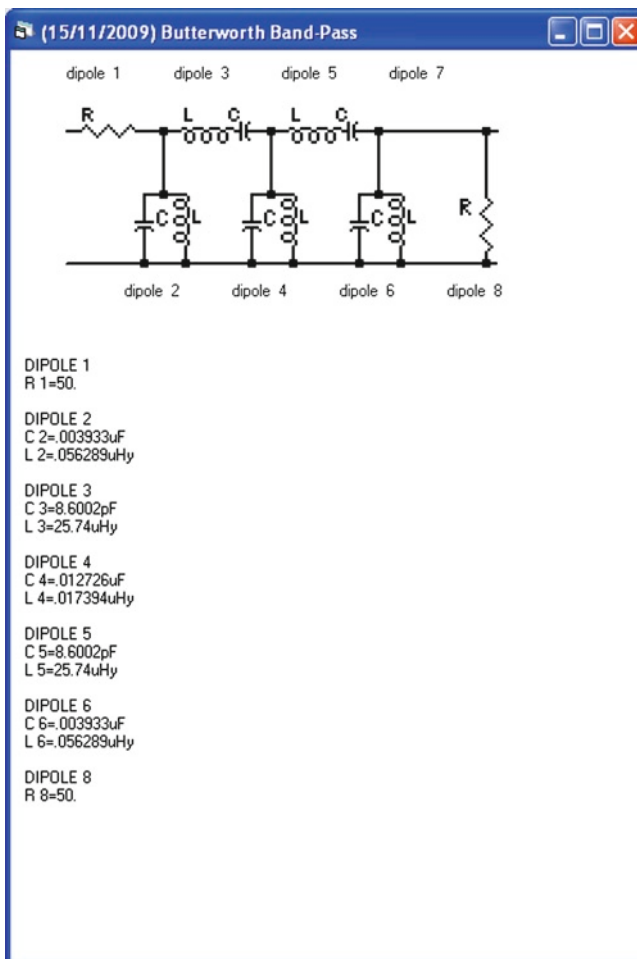 (15/11/2009) Butterworth Band-Pass
dipole 1 dipole 3 dipole 5 dipole 7
R L C L C
C L C L C L R
dipole 2 dipole 4 dipole 6 dipole 8
DIPOLE 1
R 1=50.
DIPOLE 2
C 2=.003933uF
L 2=.056289uHy
DIPOLE 3
C 3=8.6002pF
L 3=25.74uHy
DIPOLE 4
C 4=.012726uF
L 4=.017394uHy
DIPOLE 5
C 5=8.6002pF
L 5=25.74uHy
DIPOLE 6
C 6=.003933uF
L 6=.056289uHy
DIPOLE 8
R 8=50.